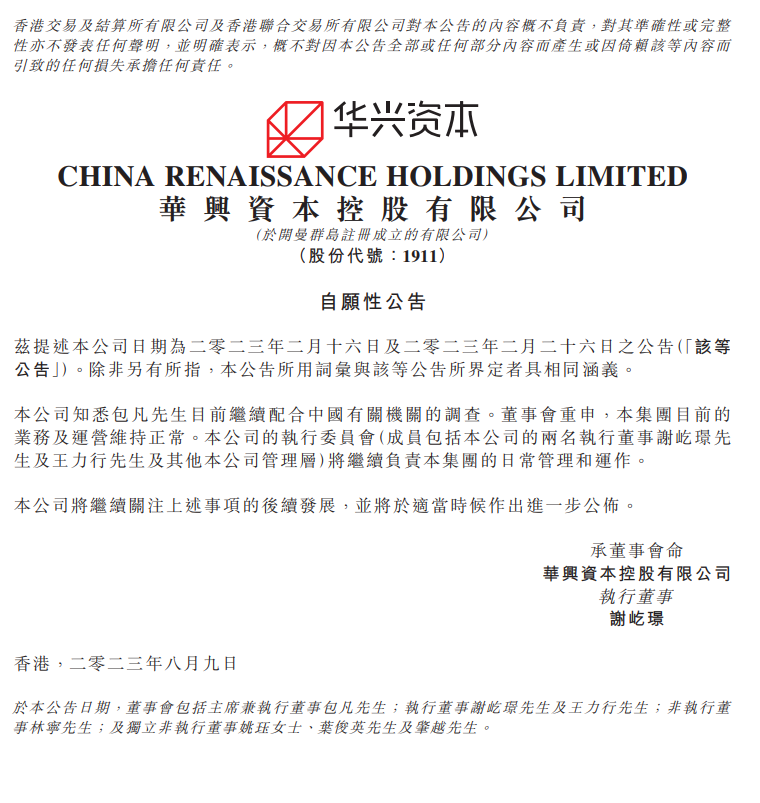 香港交易及結算所有限公司及香港聯合交易所有限公司對本公告的內容概不負責，對其準確性或完整
性亦不發表任何聲明，並明確表示，概不對因本公告全部或任何部分內容而產生或因倚賴該等內容而
引致的任何損失承擔任何責任。
华兴资本
CHINA RENAISSANCE HOLDINGS LIMITED
華興資本控股有限公司
(於開曼群島註冊成立的有限公司)
（股份代號：1911）
自願性公告
茲提述本公司日期為二零二三年二月十六日及二零二三年二月二十六日之公告(「該等
公告」)。除非另有所指，本公告所用詞彙與該等公告所界定者具相同涵義。
本公司知悉包凡先生目前繼續配合中國有關機關的調查。董事會重申，本集團目前的
業務及運營維持正常。本公司的執行委員會(成員包括本公司的兩名執行董事謝屹璟先
生及王力行先生及其他本公司管理層)將繼續負責本集團的日常管理和運作。
本公司將繼續關注上述事項的後續發展，並將於適當時候作出進一步公佈。
承董事會命
華興資本控股有限公司
執行董事
謝屹璟
香港，二零二三年八月九日
於本公告日期，董事會包括主席兼執行董事包凡先生；執行董事謝屹璟先生及王力行先生；非執行董
事林寧先生；及獨立非執行董事姚珏女士、葉俊英先生及肇越先生。